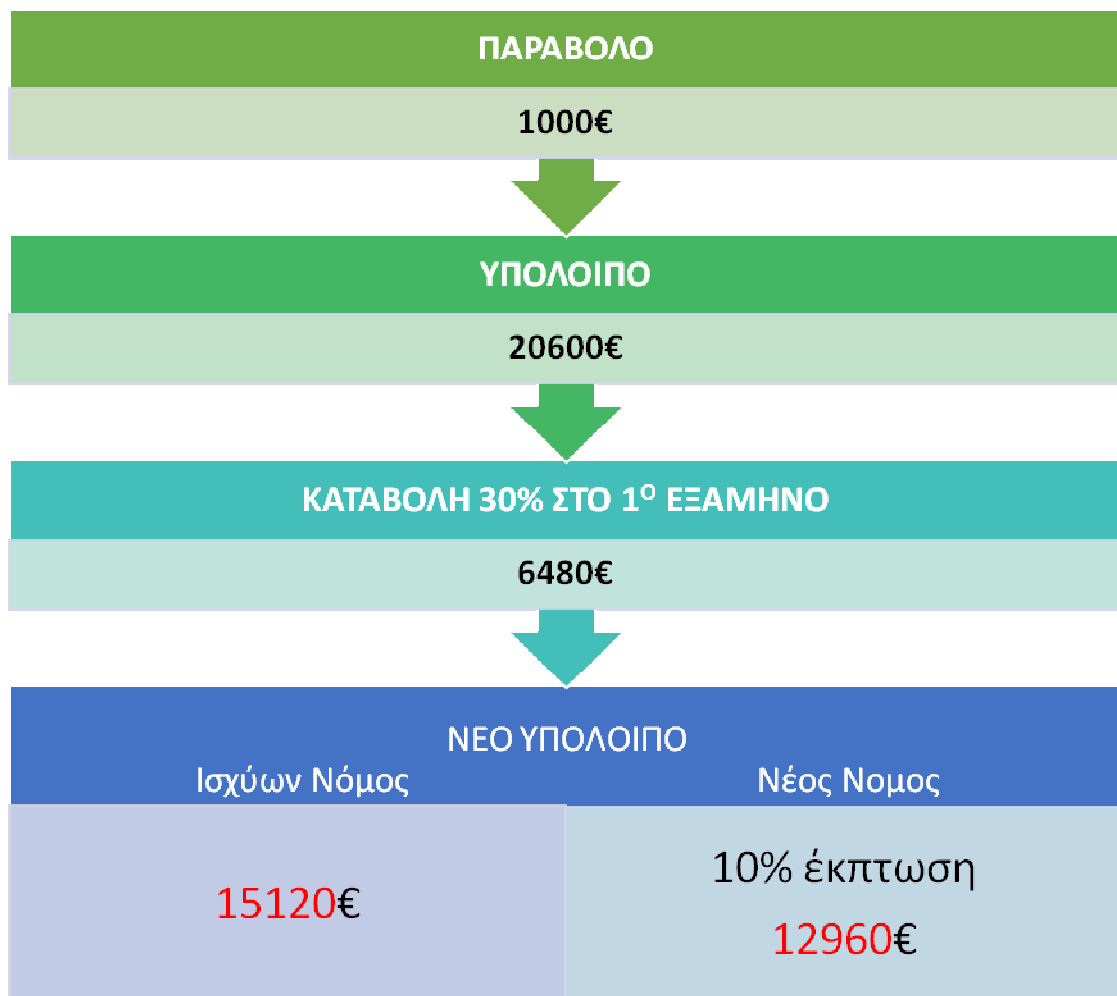 ΠΑΡΑΒΟΛΟ
1000€
ΥΠΟΛΟΙΠΟ
20600€
ΚΑΤΑΒΟΛΗ 30% ΣΤΟ 1Ο ΕΞΑΜΗΝΟ
6480€
ΝΕΟ ΥΠΟΛΟΙΠΟ
Ισχύων Νόμος
Νέος Νομος
15120€
10% έκπτωση
12960€